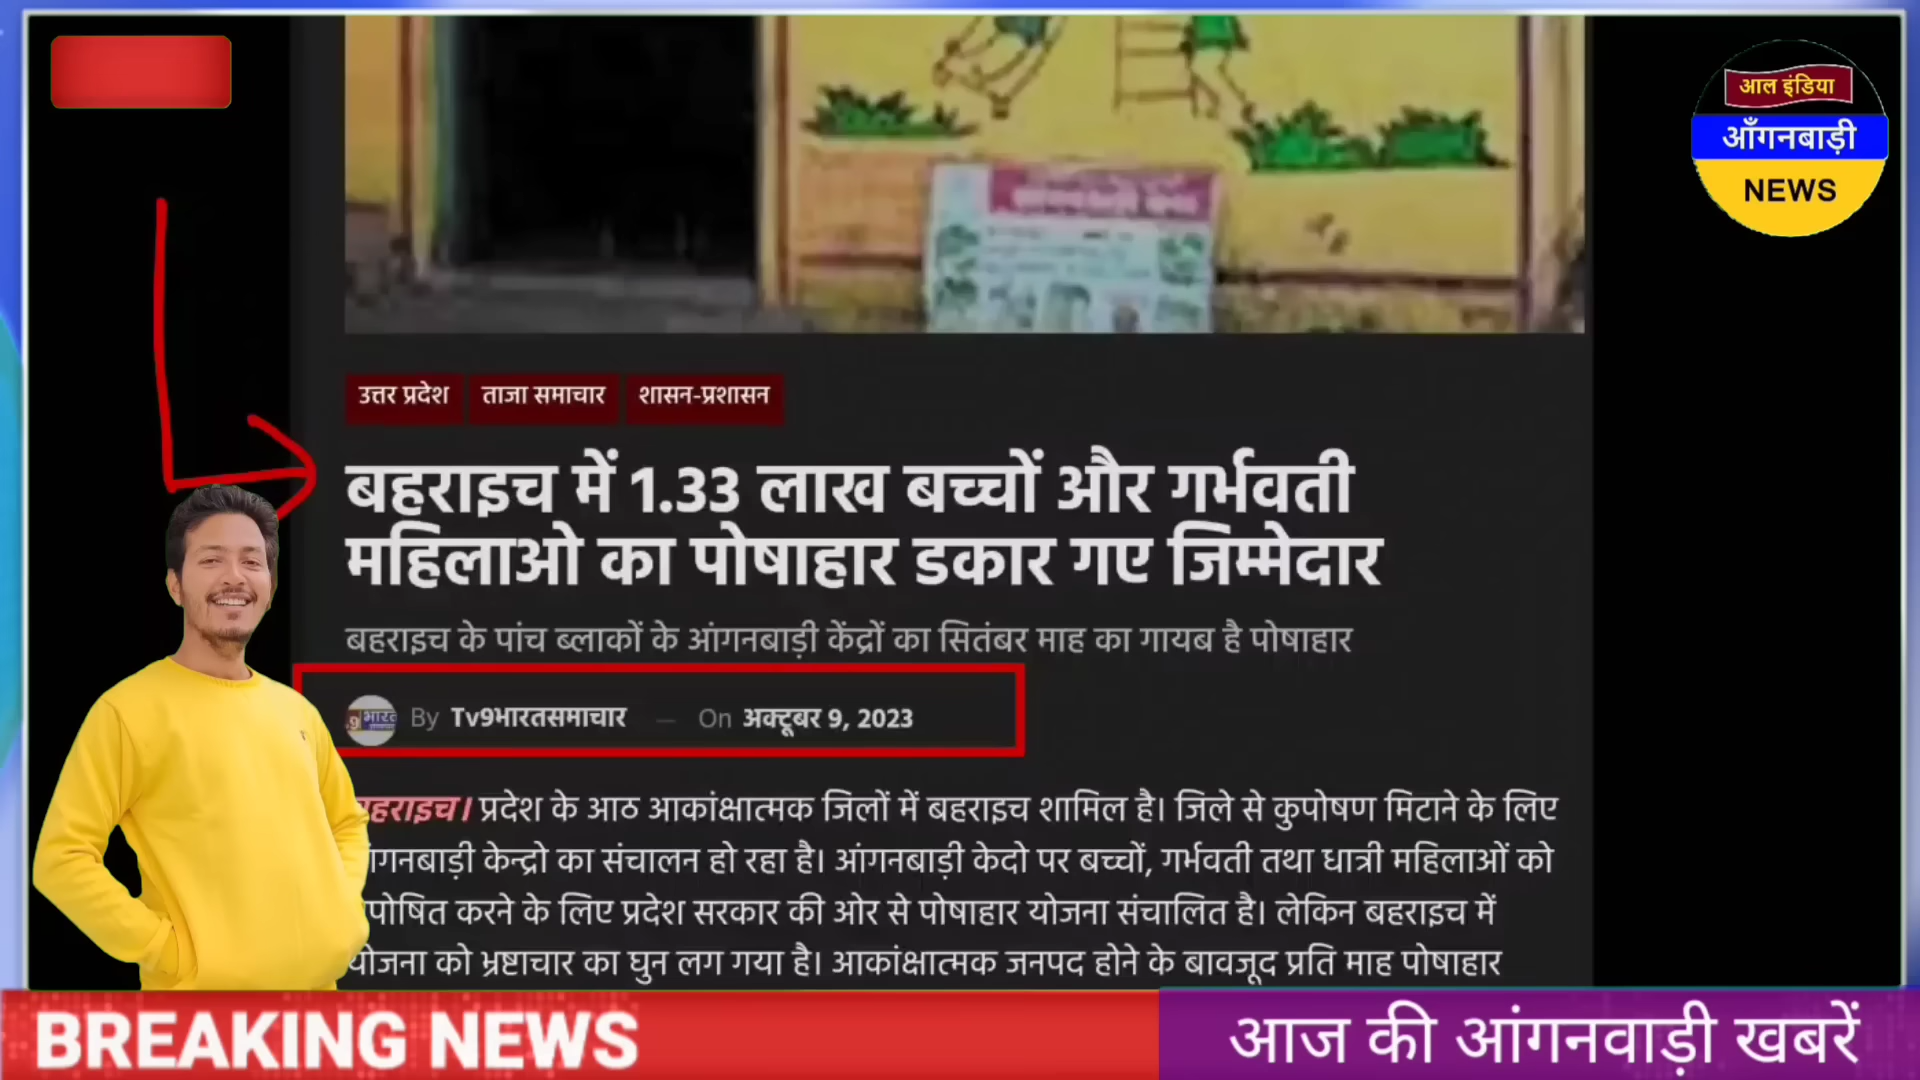 आल इंडिया
आँगनबाड़ी
NEWS
उत्तर प्रदेश ताजा समाचार शासन-प्रशासन
बहराइच में 1.33 लाख बच्चों और गर्भवती
महिलाओ का पोषाहार डकार गए जिम्मेदार
बहराइच के पांच ब्लाकों के आंगनबाड़ी केंद्रों का सितंबर माह का गायब है पोषाहार
By Tv9भारतसमाचार — On अक्टूबर 9, 2023
हराइच। प्रदेश के आठ आकांक्षात्मक जिलों में बहराइच शामिल है। जिले से कुपोषण मिटाने के लिए
गनबाड़ी केन्द्रो का संचालन हो रहा है। आंगनबाड़ी केदो पर बच्चों, गर्भवती तथा धात्री महिलाओं को
पोषित करने के लिए प्रदेश सरकार की ओर से पोषाहार योजना संचालित है। लेकिन बहराइच में
योजना को भ्रष्टाचार का घुन लग गया है। आकांक्षात्मक जनपद होने के बावजूद प्रति माह पोषाहार
BREAKING NEWS
आज की आंगनवाड़ी खबरें